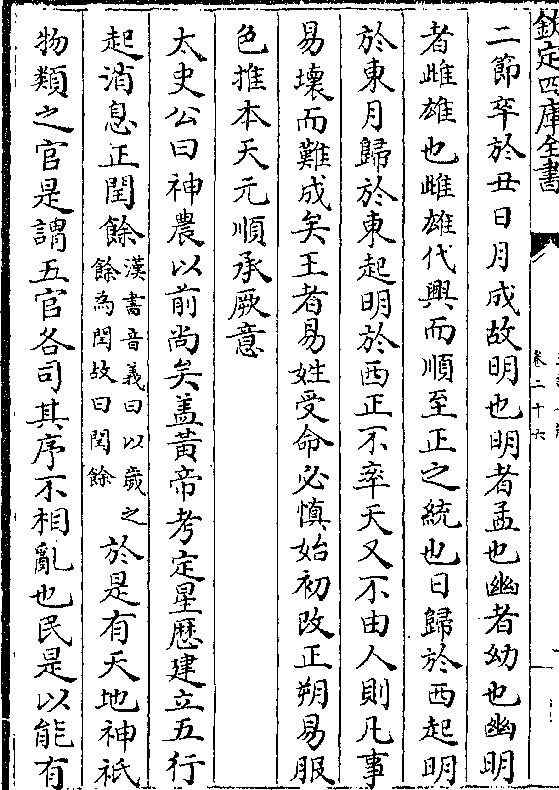 欽定四庫全書
卷二十六
二節卒於丑日月成故明也明者孟也幽者幼也幽明
者雌雄也雌雄代興而順至正之統也日歸於西起明
於東月歸於東起明於西正不率天又不由人則凡事
易壞而難成矣王者易姓受命必慎始初改正朔易服
色推本天元順承厥意
太史公曰神農以前尚矣蓋黃帝考定星厯建立五行
起消息正閏餘漢書音義曰以歲之餘為閏故曰閏餘於是有天地神祇
物類之官是謂五官各司其序不相亂也民是以能有